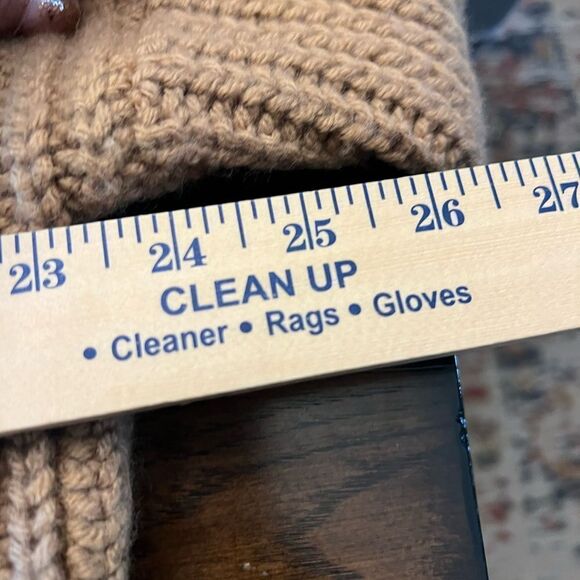 23 24 25 26 27
CLEAN UP
• Cleaner • Rags • Gloves